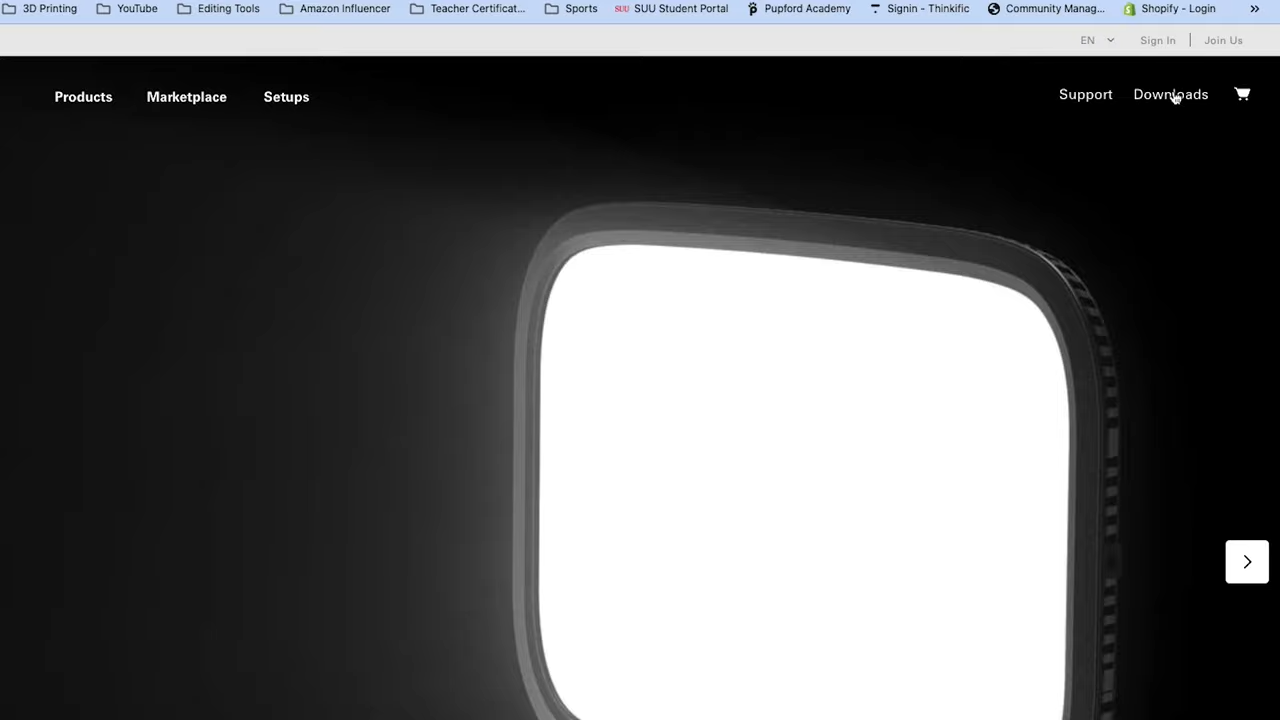 3D Printing YouTube Editing Tools Amazon Influencer Teacher Certificat... Sports SUU SUU Student Portal Pupford Academy Signin - Thinkific Community Manag... Shopify - Login »
EN Sign In | Join Us
Products Marketplace Setups Support Downloads